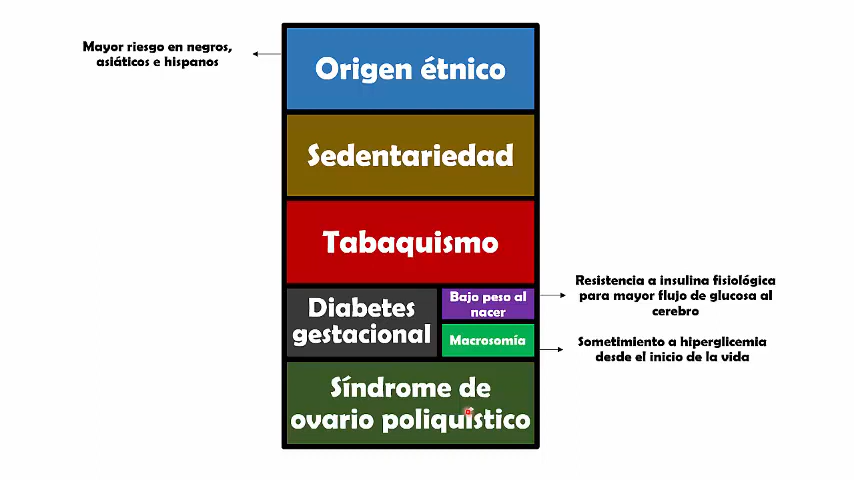 Mayor riesgo en negros,
asiáticos e hispanos
Origen étnico
Sedentariedad
Tabaquismo
Diabetes
gestacional
Bajo peso al
nacer
Resistencia a insulina fisiológica
para mayor flujo de glucosa al
cerebro
Macrosomía
Sometimiento a hiperglicemia
desde el inicio de la vida
Síndrome de
ovario poliquístico